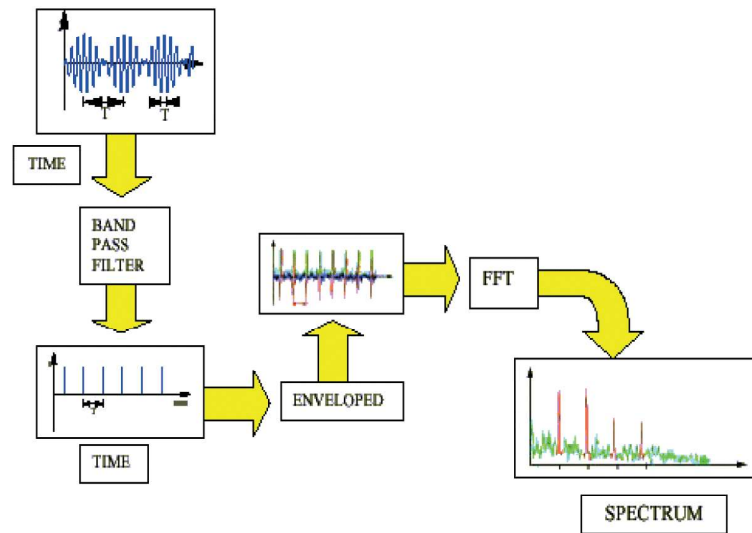 T
T
TIME
BAND
PASS
FILTER
T
TIME
ENVELOPED
FFT
SPECTRUM